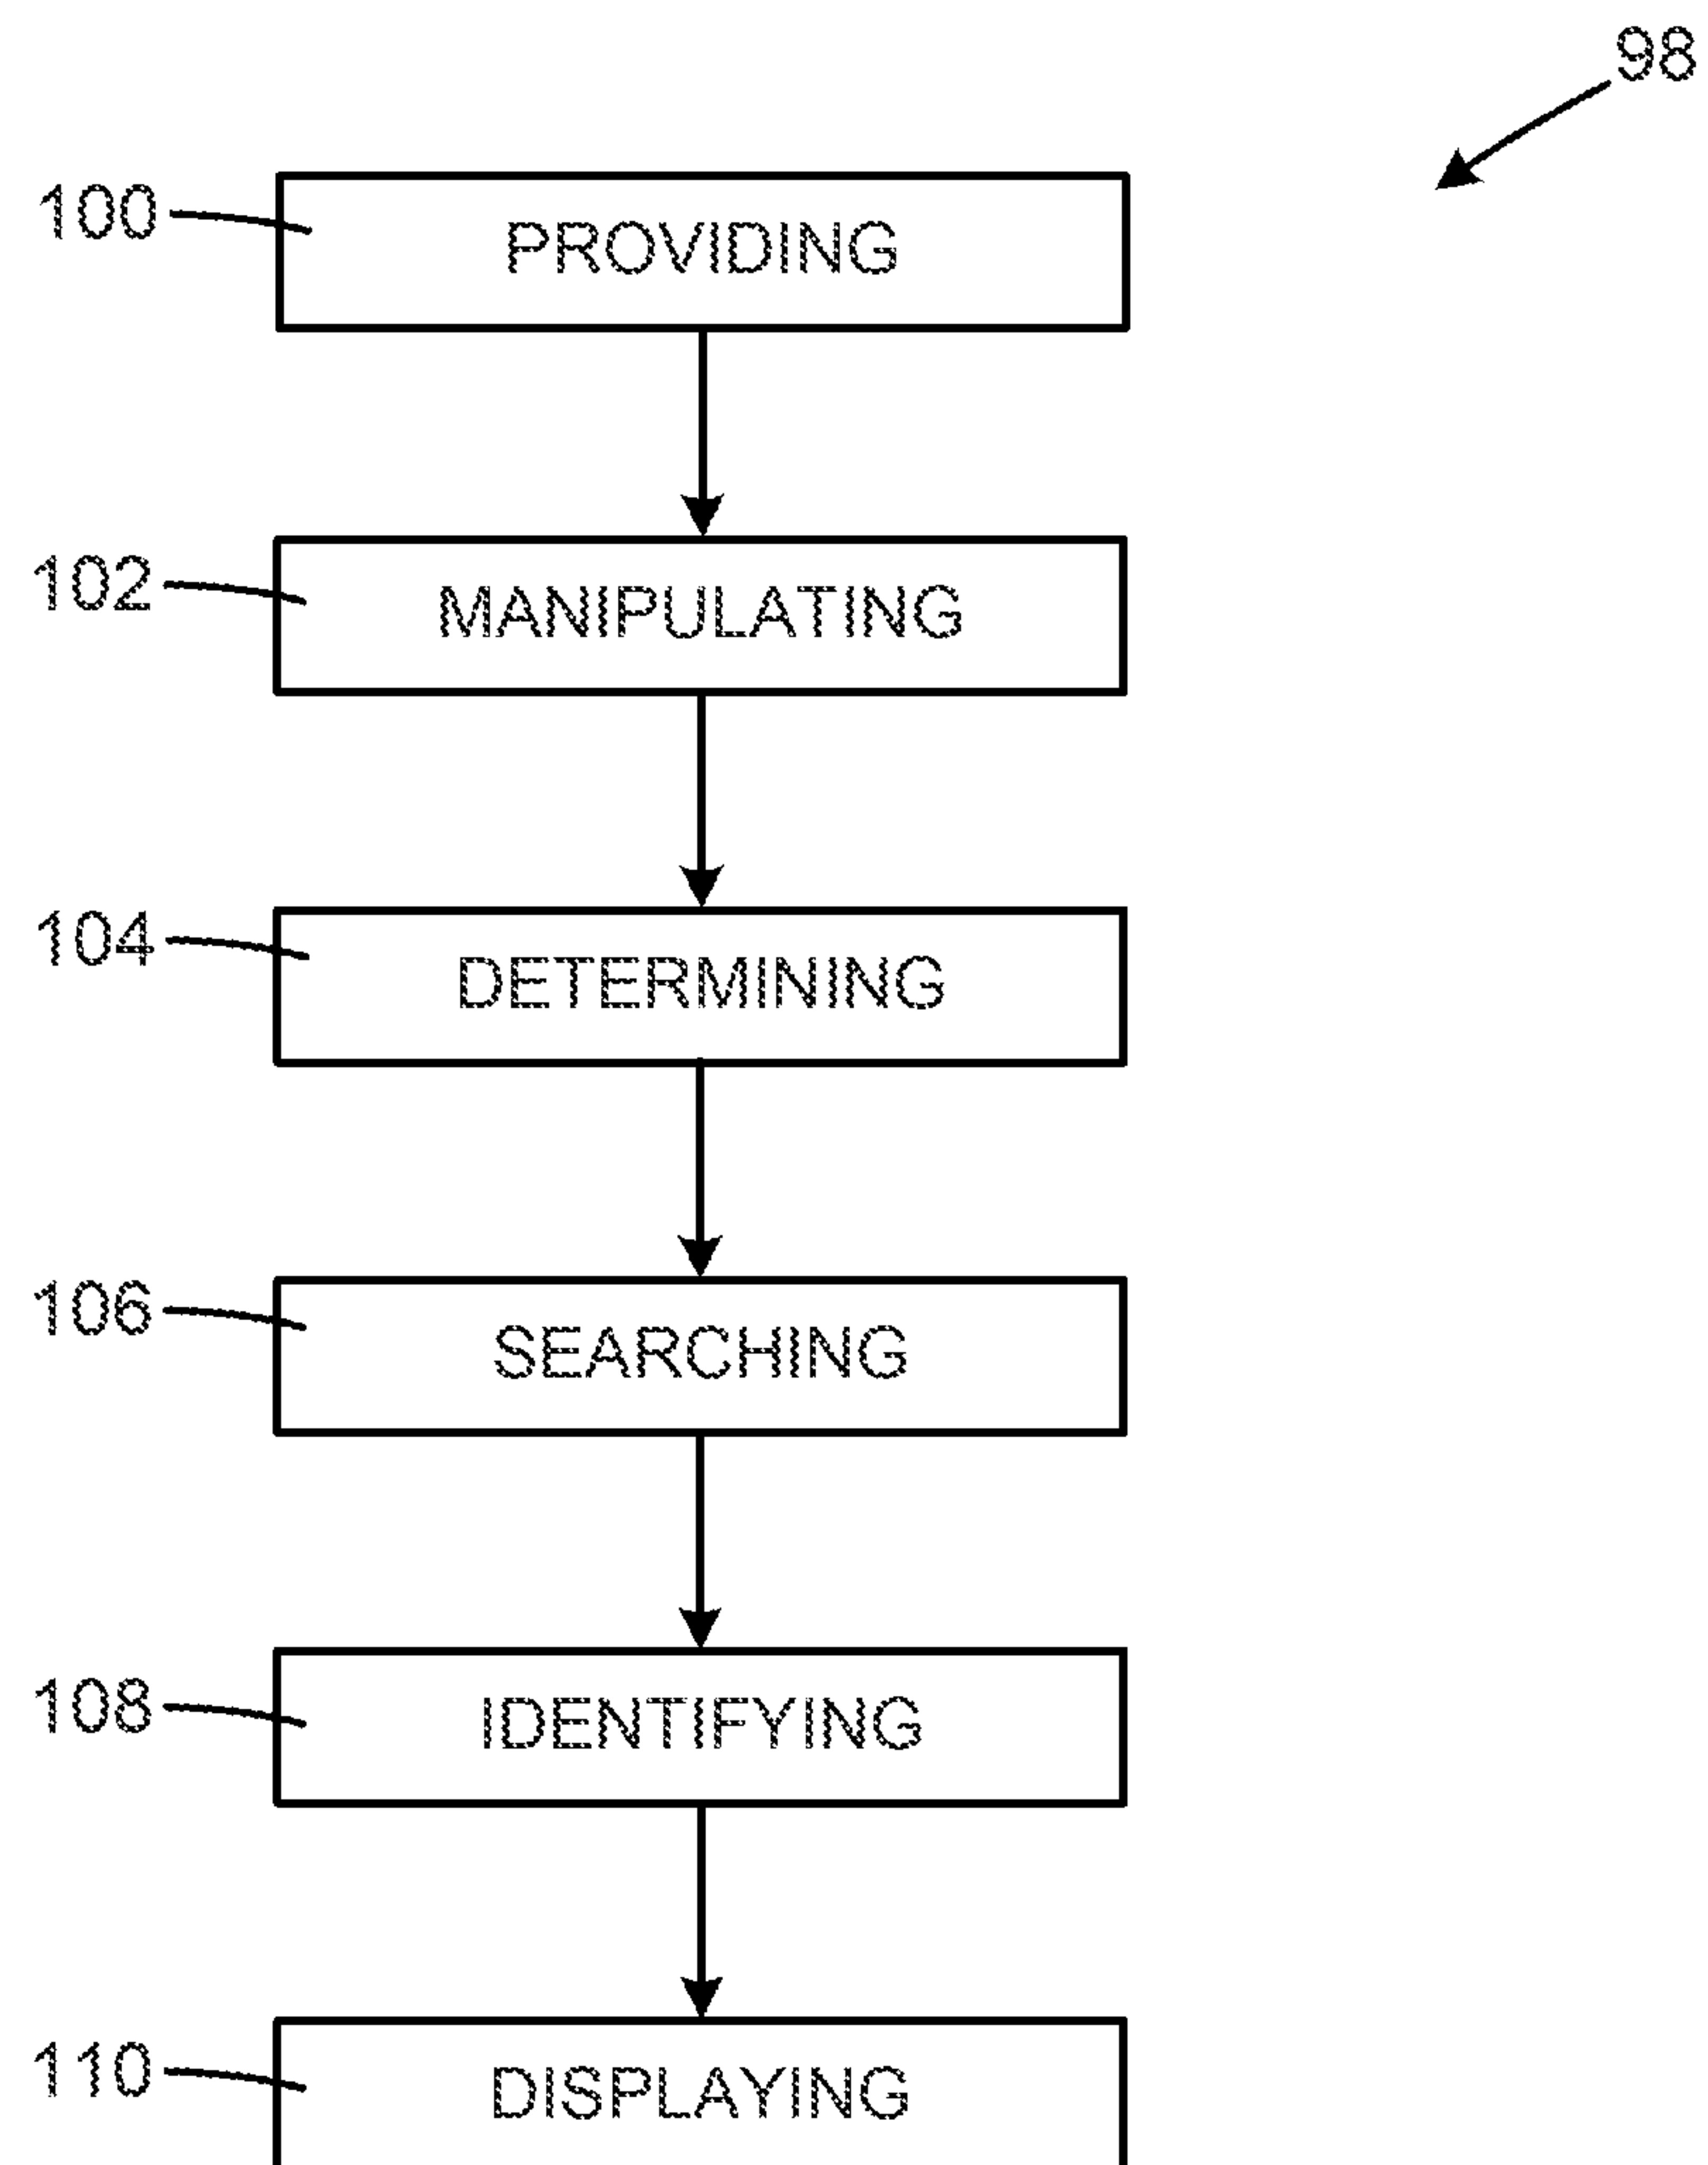 98
100 PROVIDING
102 MANIPULATING
104 DETERMINING
106 SEARCHING
108 IDENTIFYING
110 DISPLAYING